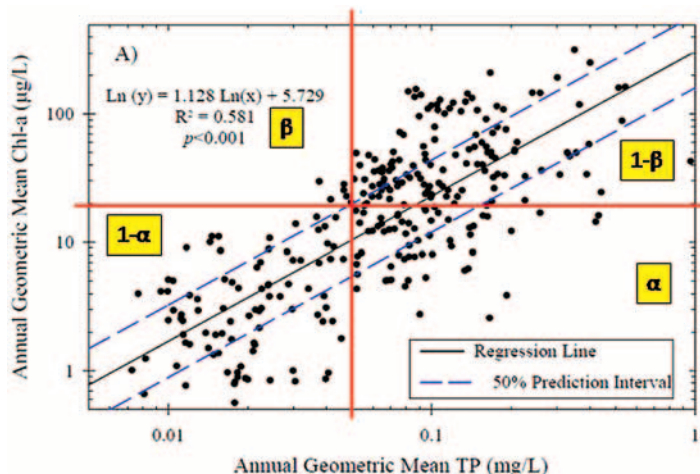 A)
Ln (y) = 1.128 Ln(x) + 5.729
R² = 0.581
p<0.001
β
1-β
1-α
α
Annual Geometric Mean Chl-a (µg/L)
100
10
1
Regression Line
50% Prediction Interval
0.01
0.1
1
Annual Geometric Mean TP (mg/L)